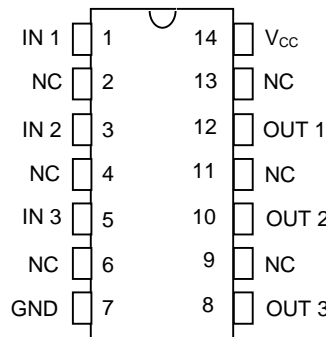 IN 1 1 14 VCC
NC 2 13 NC
IN 2 3 12 OUT 1
NC 4 11 NC
IN 3 5 10 OUT 2
NC 6 9 NC
GND 7 8 OUT 3